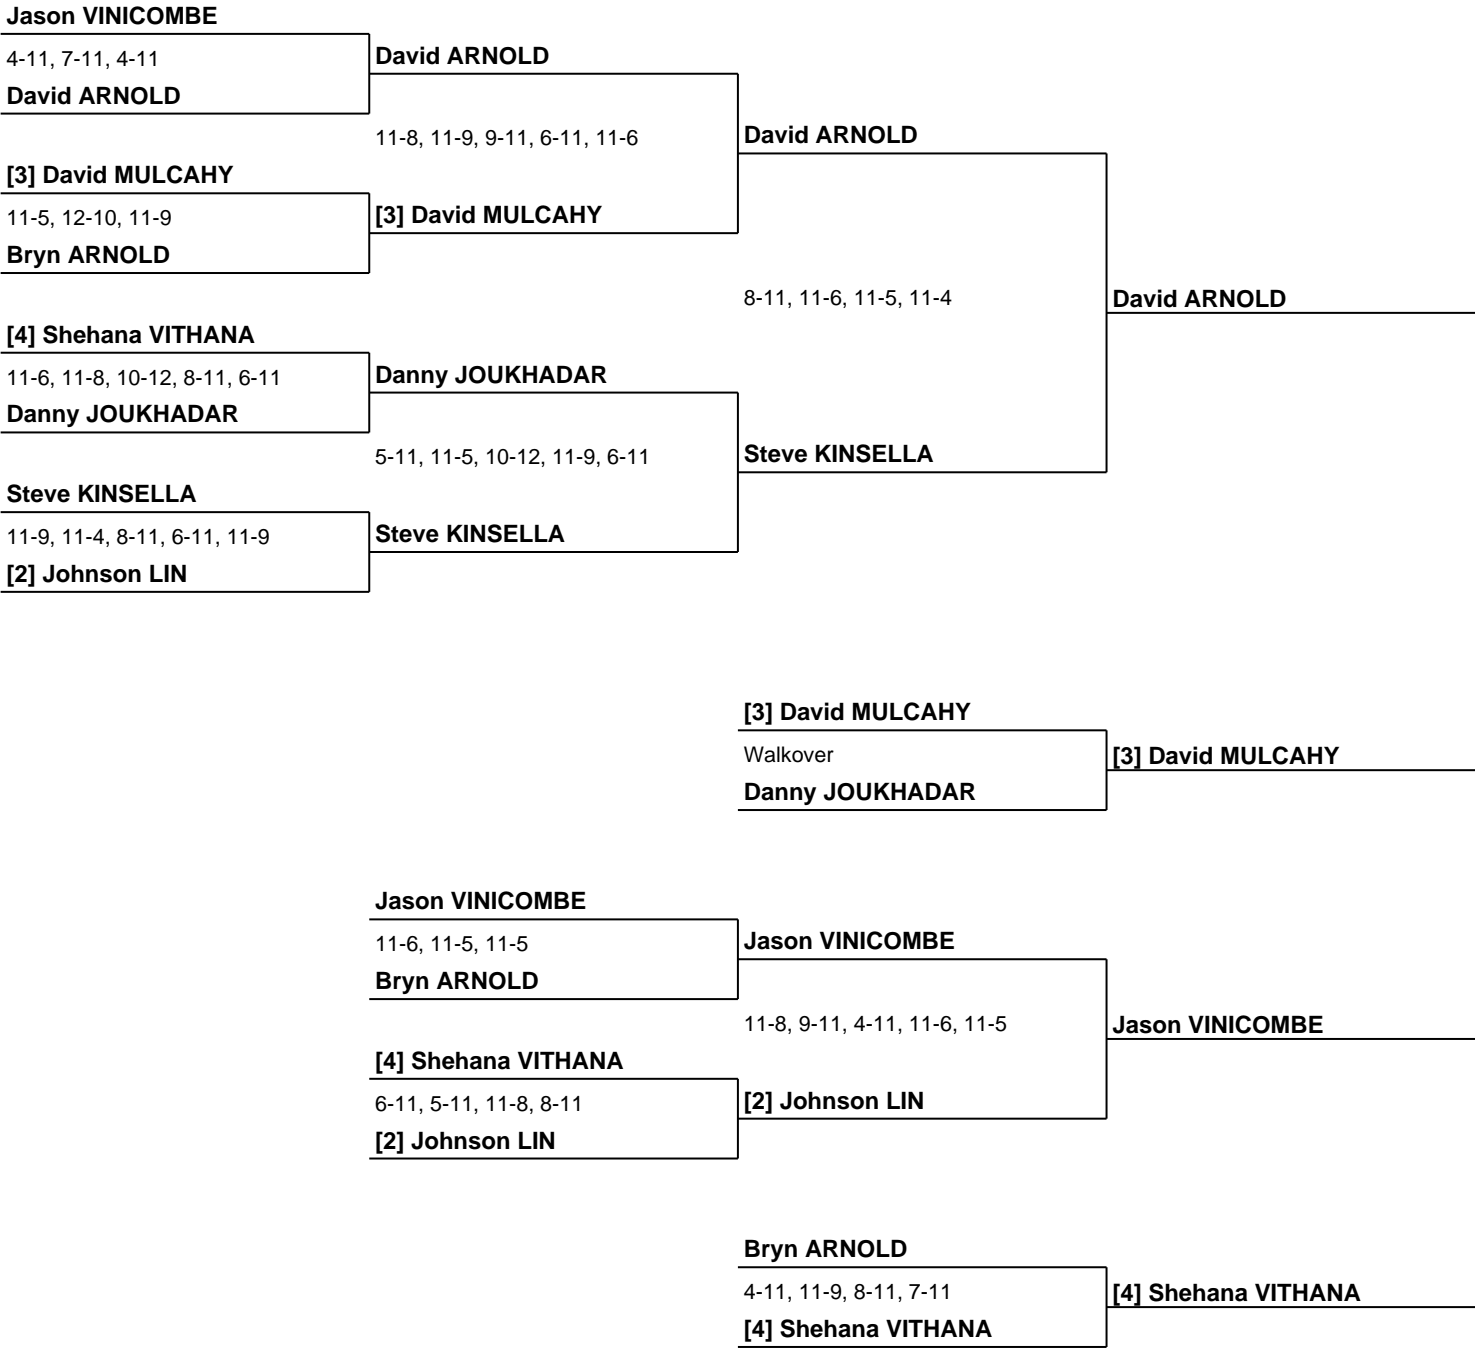 Jason VINICOMBE
4-11, 7-11, 4-11
David ARNOLD
David ARNOLD
11-8, 11-9, 9-11, 6-11, 11-6
David ARNOLD
[3] David MULCAHY
11-5, 12-10, 11-9
[3] David MULCAHY
Bryn ARNOLD
8-11, 11-6, 11-5, 11-4
David ARNOLD
[4] Shehana VITHANA
11-6, 11-8, 10-12, 8-11, 6-11
Danny JOUKHADAR
Danny JOUKHADAR
5-11, 11-5, 10-12, 11-9, 6-11
Steve KINSELLA
Steve KINSELLA
11-9, 11-4, 8-11, 6-11, 11-9
Steve KINSELLA
[2] Johnson LIN
[3] David MULCAHY
Walkover
[3] David MULCAHY
Danny JOUKHADAR
Jason VINICOMBE
11-6, 11-5, 11-5
Jason VINICOMBE
Bryn ARNOLD
11-8, 9-11, 4-11, 11-6, 11-5
Jason VINICOMBE
[4] Shehana VITHANA
6-11, 5-11, 11-8, 8-11
[2] Johnson LIN
[2] Johnson LIN
Bryn ARNOLD
4-11, 11-9, 8-11, 7-11
[4] Shehana VITHANA
[4] Shehana VITHANA